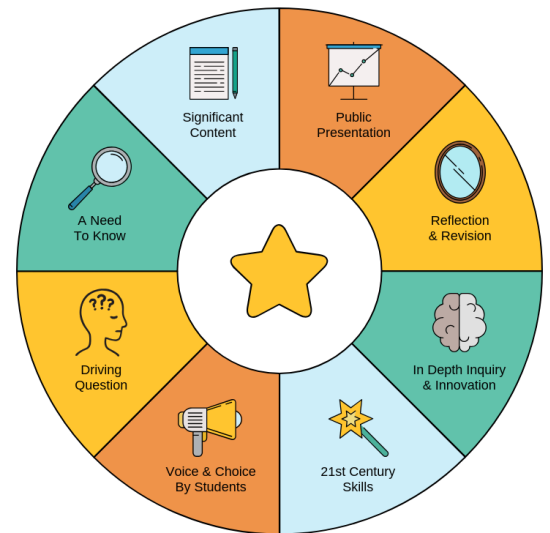 Significant
Content
Public
Presentation
A Need
To Know
Reflection
& Revision
???
Driving
Question
In Depth Inquiry
& Innovation
Voice & Choice
By Students
21st Century
Skills